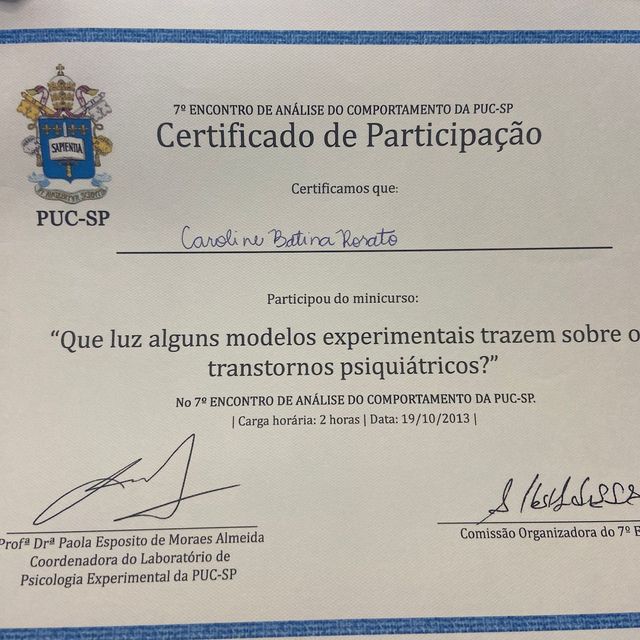 7º ENCONTRO DE ANÁLISE DO COMPORTAMENTO DA PUC-SP
Certificado de Participação
SAPIENTIA
PUC-SP
Certificamos que:
Caroline Batina Rosato
Participou do minicurso:
"Que luz alguns modelos experimentais trazem sobre o
transtornos psiquiátricos?"
No 7º ENCONTRO DE ANÁLISE DO COMPORTAMENTO DA PUC-SP.
| Carga horária: 2 horas | Data: 19/10/2013 |
Profª Drª Paola Esposito de Moraes Almeida
Coordenadora do Laboratório de
Psicologia Experimental da PUC-SP
Comissão Organizadora do 7º E